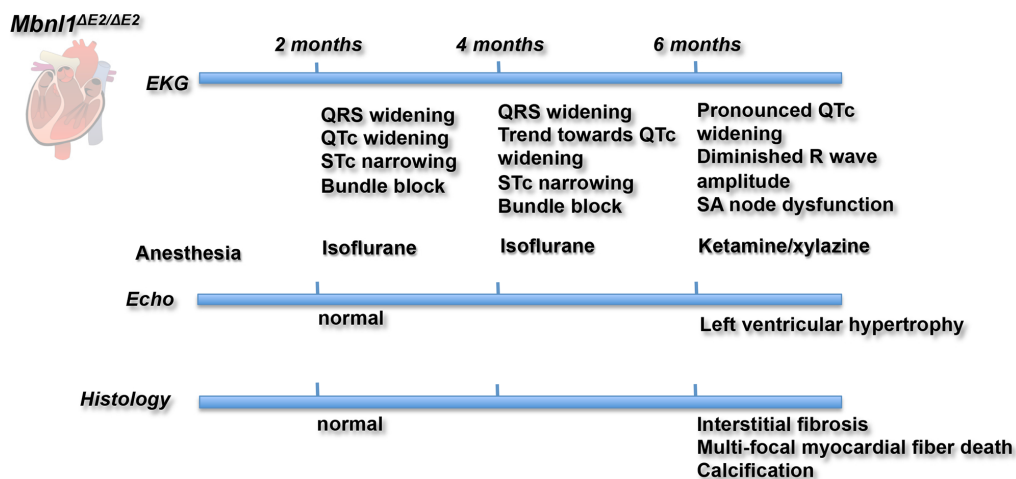 Mbnl1ΔE2/ΔE2
2 months 4 months 6 months
EKG
QRS widening
QTc widening
STc narrowing
Bundle block
QRS widening
Trend towards QTc
widening
STc narrowing
Bundle block
Pronounced QTc
widening
Diminished R wave
amplitude
SA node dysfunction
Anesthesia Isoflurane Isoflurane Ketamine/xylazine
Echo
normal
Left ventricular hypertrophy
Histology
normal
Interstitial fibrosis
Multi-focal myocardial fiber death
Calcification